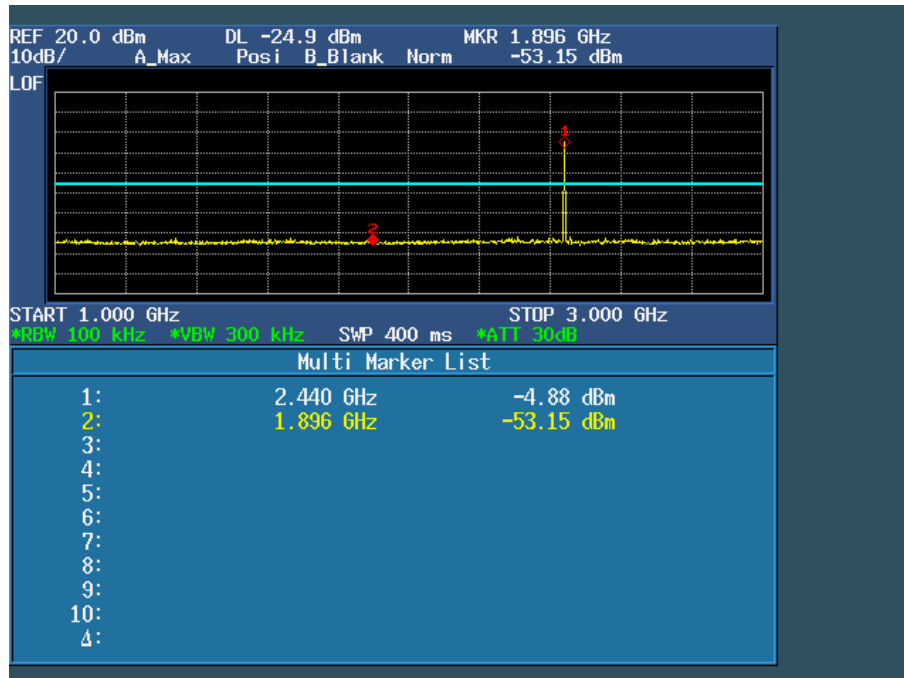 REF 20.0 dBm DL -24.9 dBm MKR 1.896 GHz
10dB/ A_Max Posi B_Blank Norm -53.15 dBm
LOF
1
2
START 1.000 GHz STOP 3.000 GHz
*RBW 100 kHz *VBW 300 kHz SWP 400 ms *ATT 30dB
Multi Marker List
1: 2.440 GHz -4.88 dBm
2: 1.896 GHz -53.15 dBm
3:
4:
5:
6:
7:
8:
9:
10:
Δ: